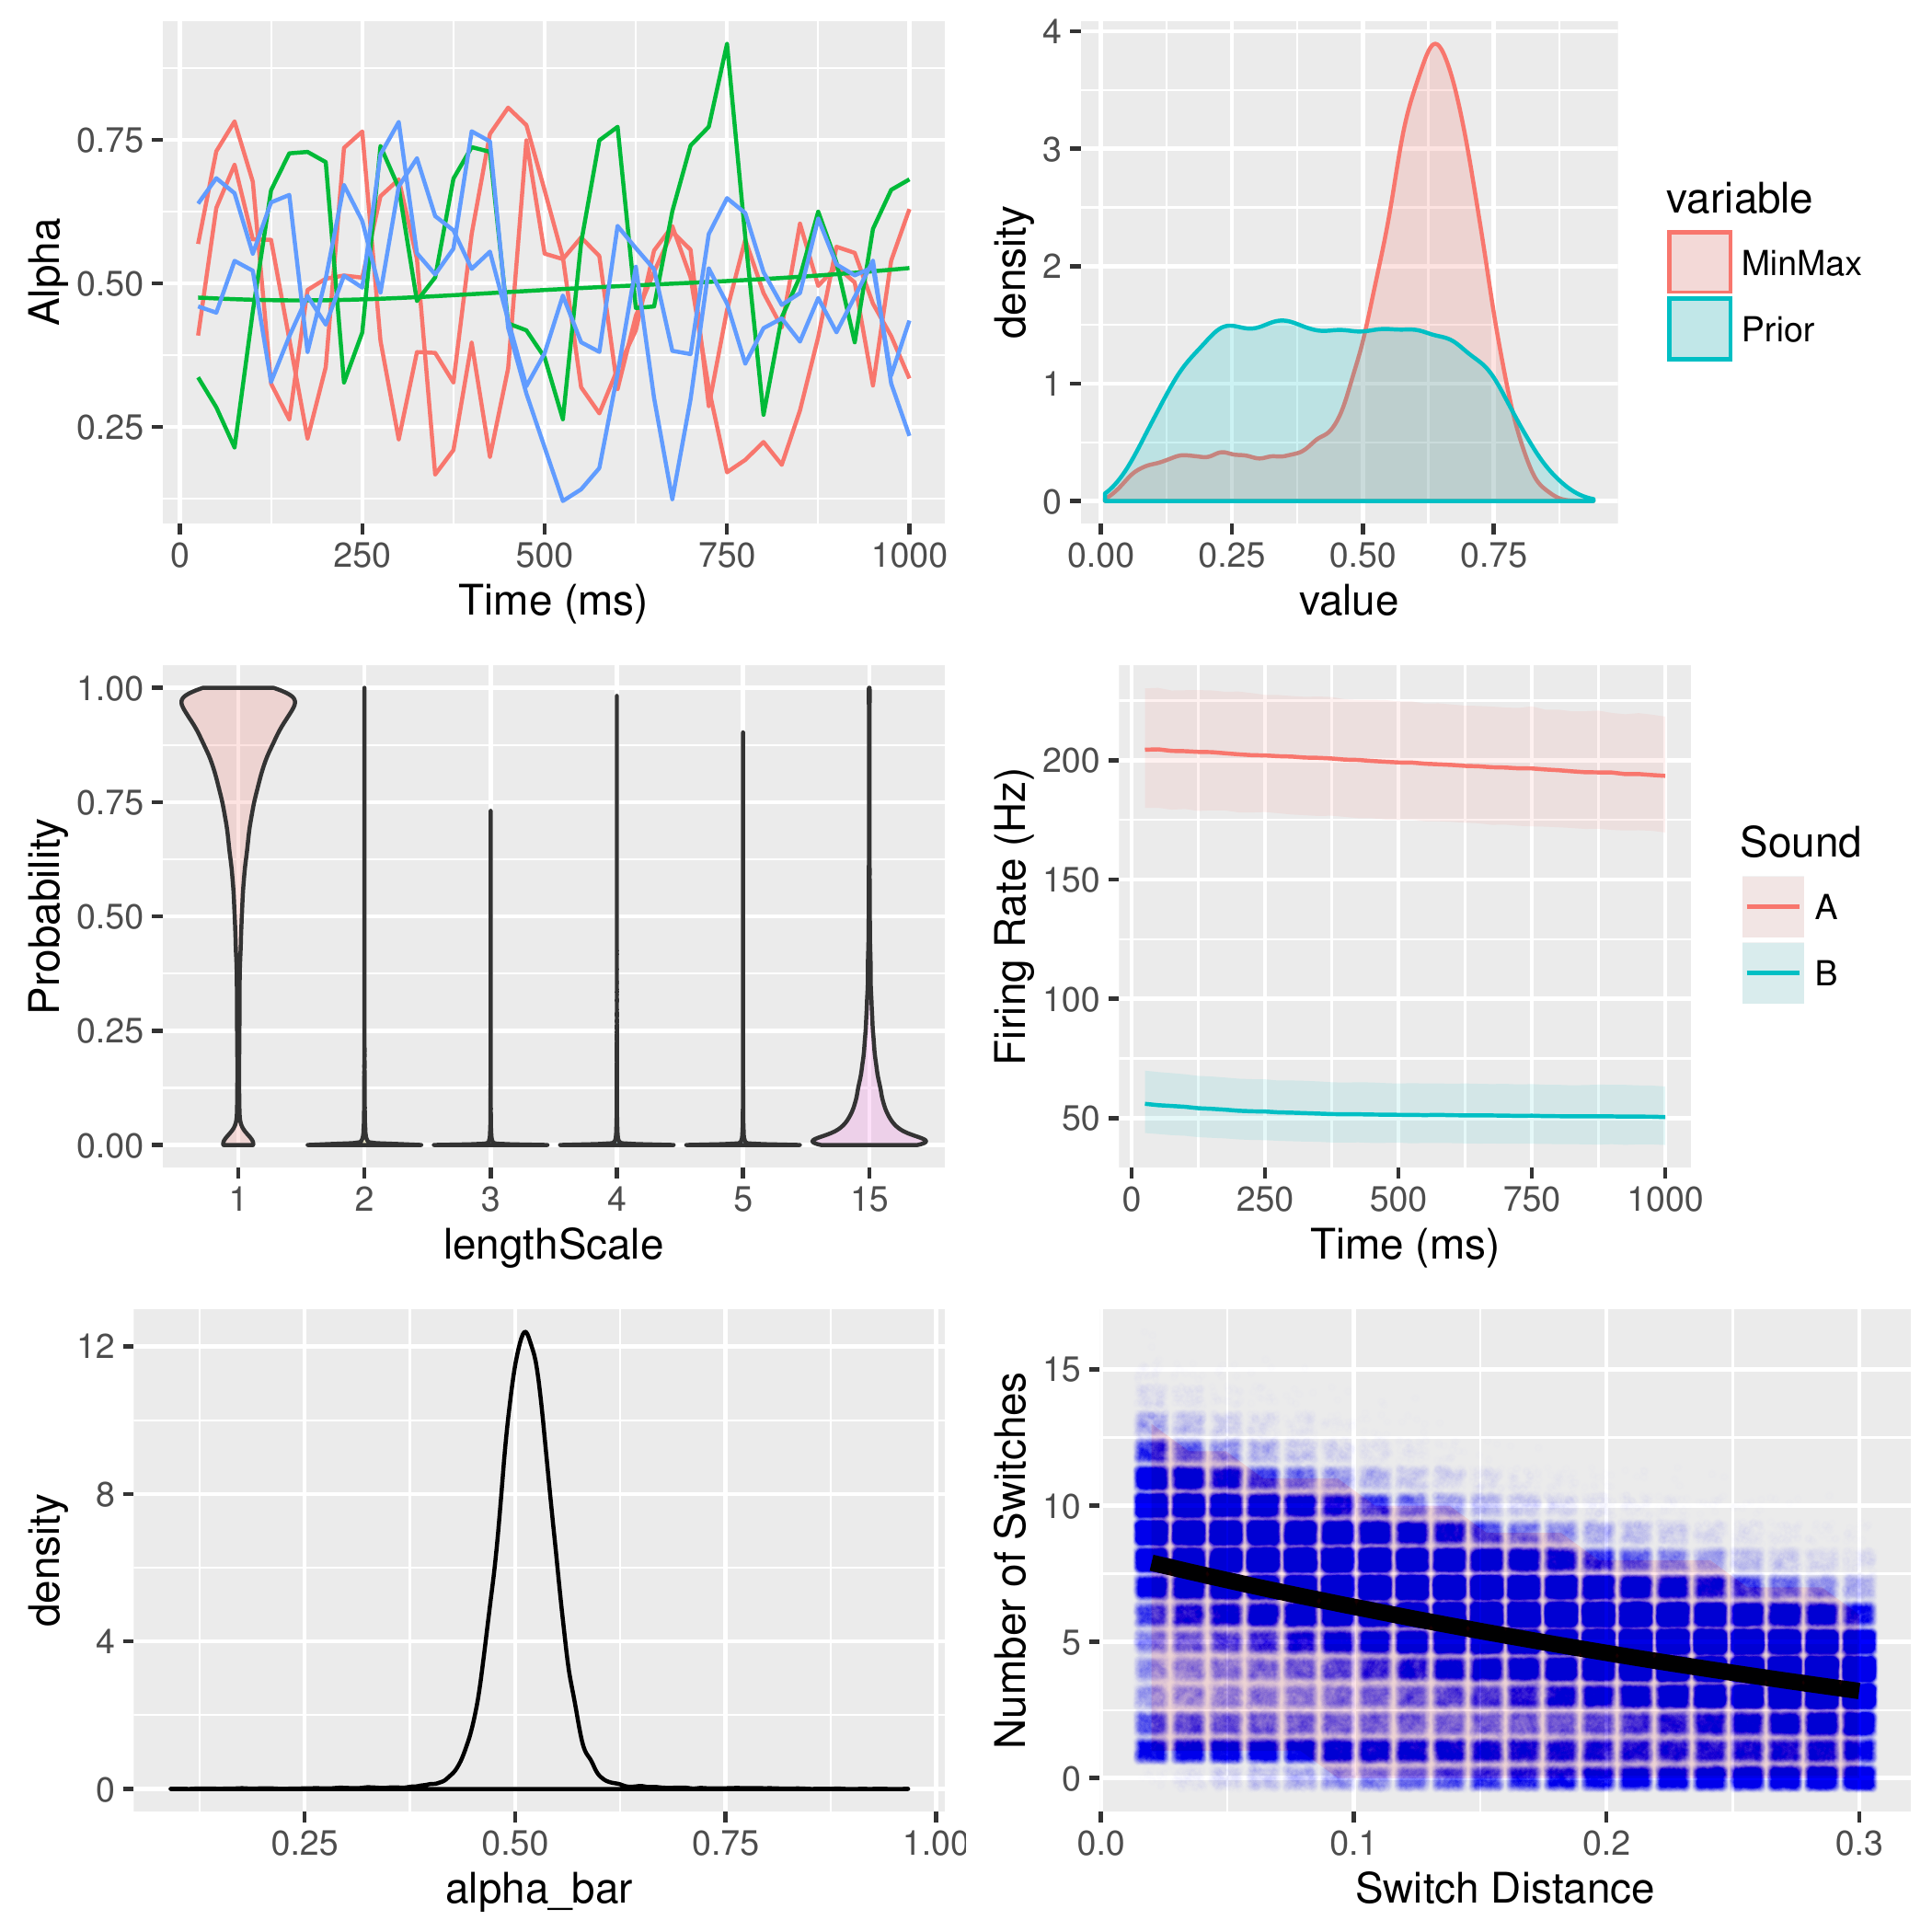 Alpha
0.75
0.50
0.25
0 250 500 750 1000
Time (ms)
density
4
3
2
1
0
0.00 0.25 0.50 0.75
value
variable
MinMax
Prior
Probability
1.00
0.75
0.50
0.25
0.00
1 2 3 4 5 15
lengthScale
Firing Rate (Hz)
200
150
100
50
0 250 500 750 1000
Time (ms)
Sound
A
B
density
12
8
4
0
0.25 0.50 0.75 1.00
alpha_bar
Number of Switches
15
10
5
0
0.0 0.1 0.2 0.3
Switch Distance